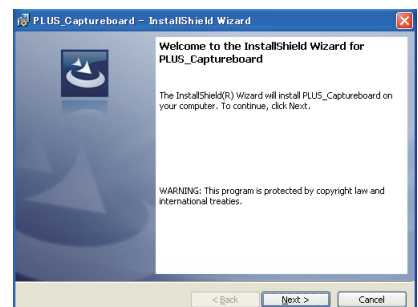 PLUS_Captureboard - InstallShield Wizard
Welcome to the InstallShield Wizard for
PLUS_Captureboard
The InstallShield(R) Wizard will install PLUS_Captureboard on
your computer. To continue, click Next.
WARNING: This program is protected by copyright law and
international treaties.
< Back Next > Cancel